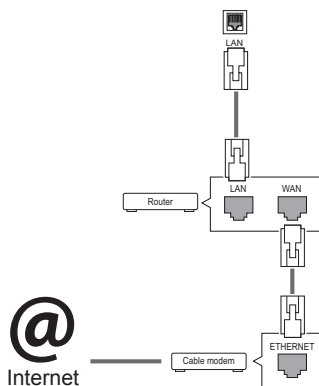 LAN
LAN WAN
Router
ETHERNET
@
Cable modem
Internet